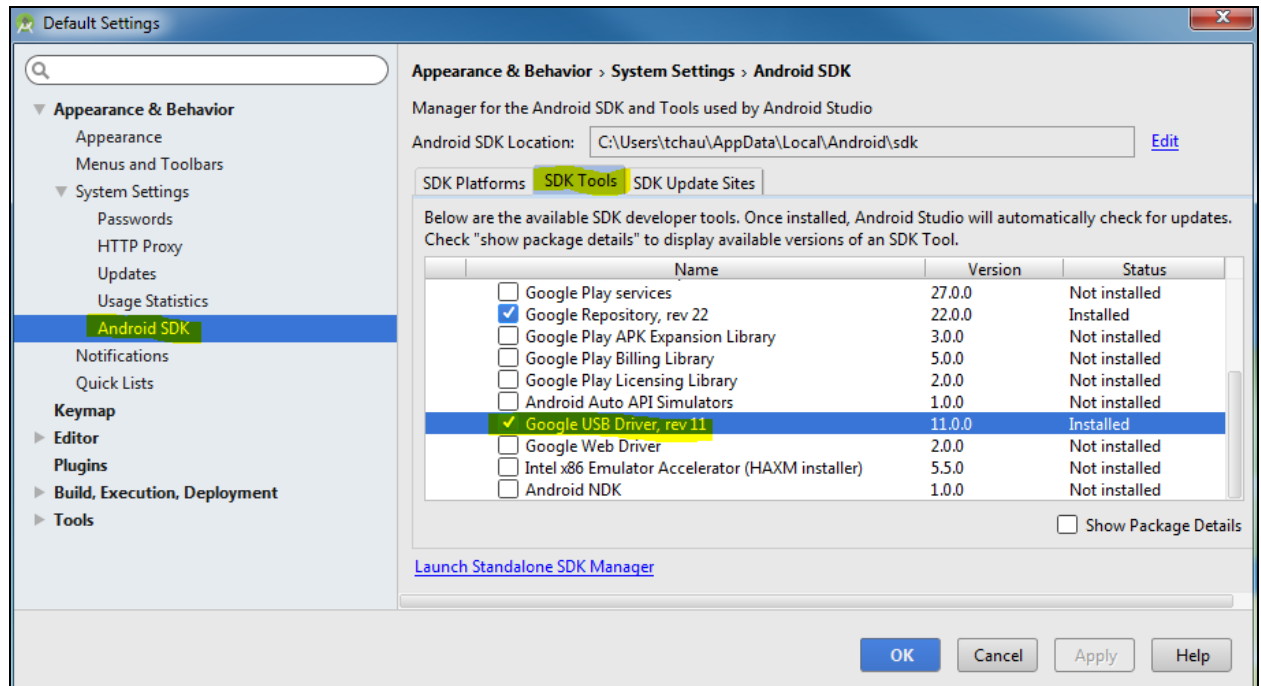 Default Settings
Appearance & Behavior
Appearance
Menus and Toolbars
System Settings
Passwords
HTTP Proxy
Updates
Usage Statistics
Android SDK
Notifications
Quick Lists
Keymap
Editor
Plugins
Build, Execution, Deployment
Tools
Appearance & Behavior › System Settings › Android SDK
Manager for the Android SDK and Tools used by Android Studio
Android SDK Location: C:\Users\tchau\AppData\Local\Android\sdk Edit
SDK Platforms SDK Tools SDK Update Sites
Below are the available SDK developer tools. Once installed, Android Studio will automatically check for updates.
Check "show package details" to display available versions of an SDK Tool.
Name Version Status
Google Play services 27.0.0 Not installed
Google Repository, rev 22 22.0.0 Installed
Google Play APK Expansion Library 3.0.0 Not installed
Google Play Billing Library 5.0.0 Not installed
Google Play Licensing Library 2.0.0 Not installed
Android Auto API Simulators 1.0.0 Not installed
Google USB Driver, rev 11 11.0.0 Installed
Google Web Driver 2.0.0 Not installed
Intel x86 Emulator Accelerator (HAXM installer) 5.5.0 Not installed
Android NDK 1.0.0 Not installed
Show Package Details
Launch Standalone SDK Manager
OK Cancel Apply Help